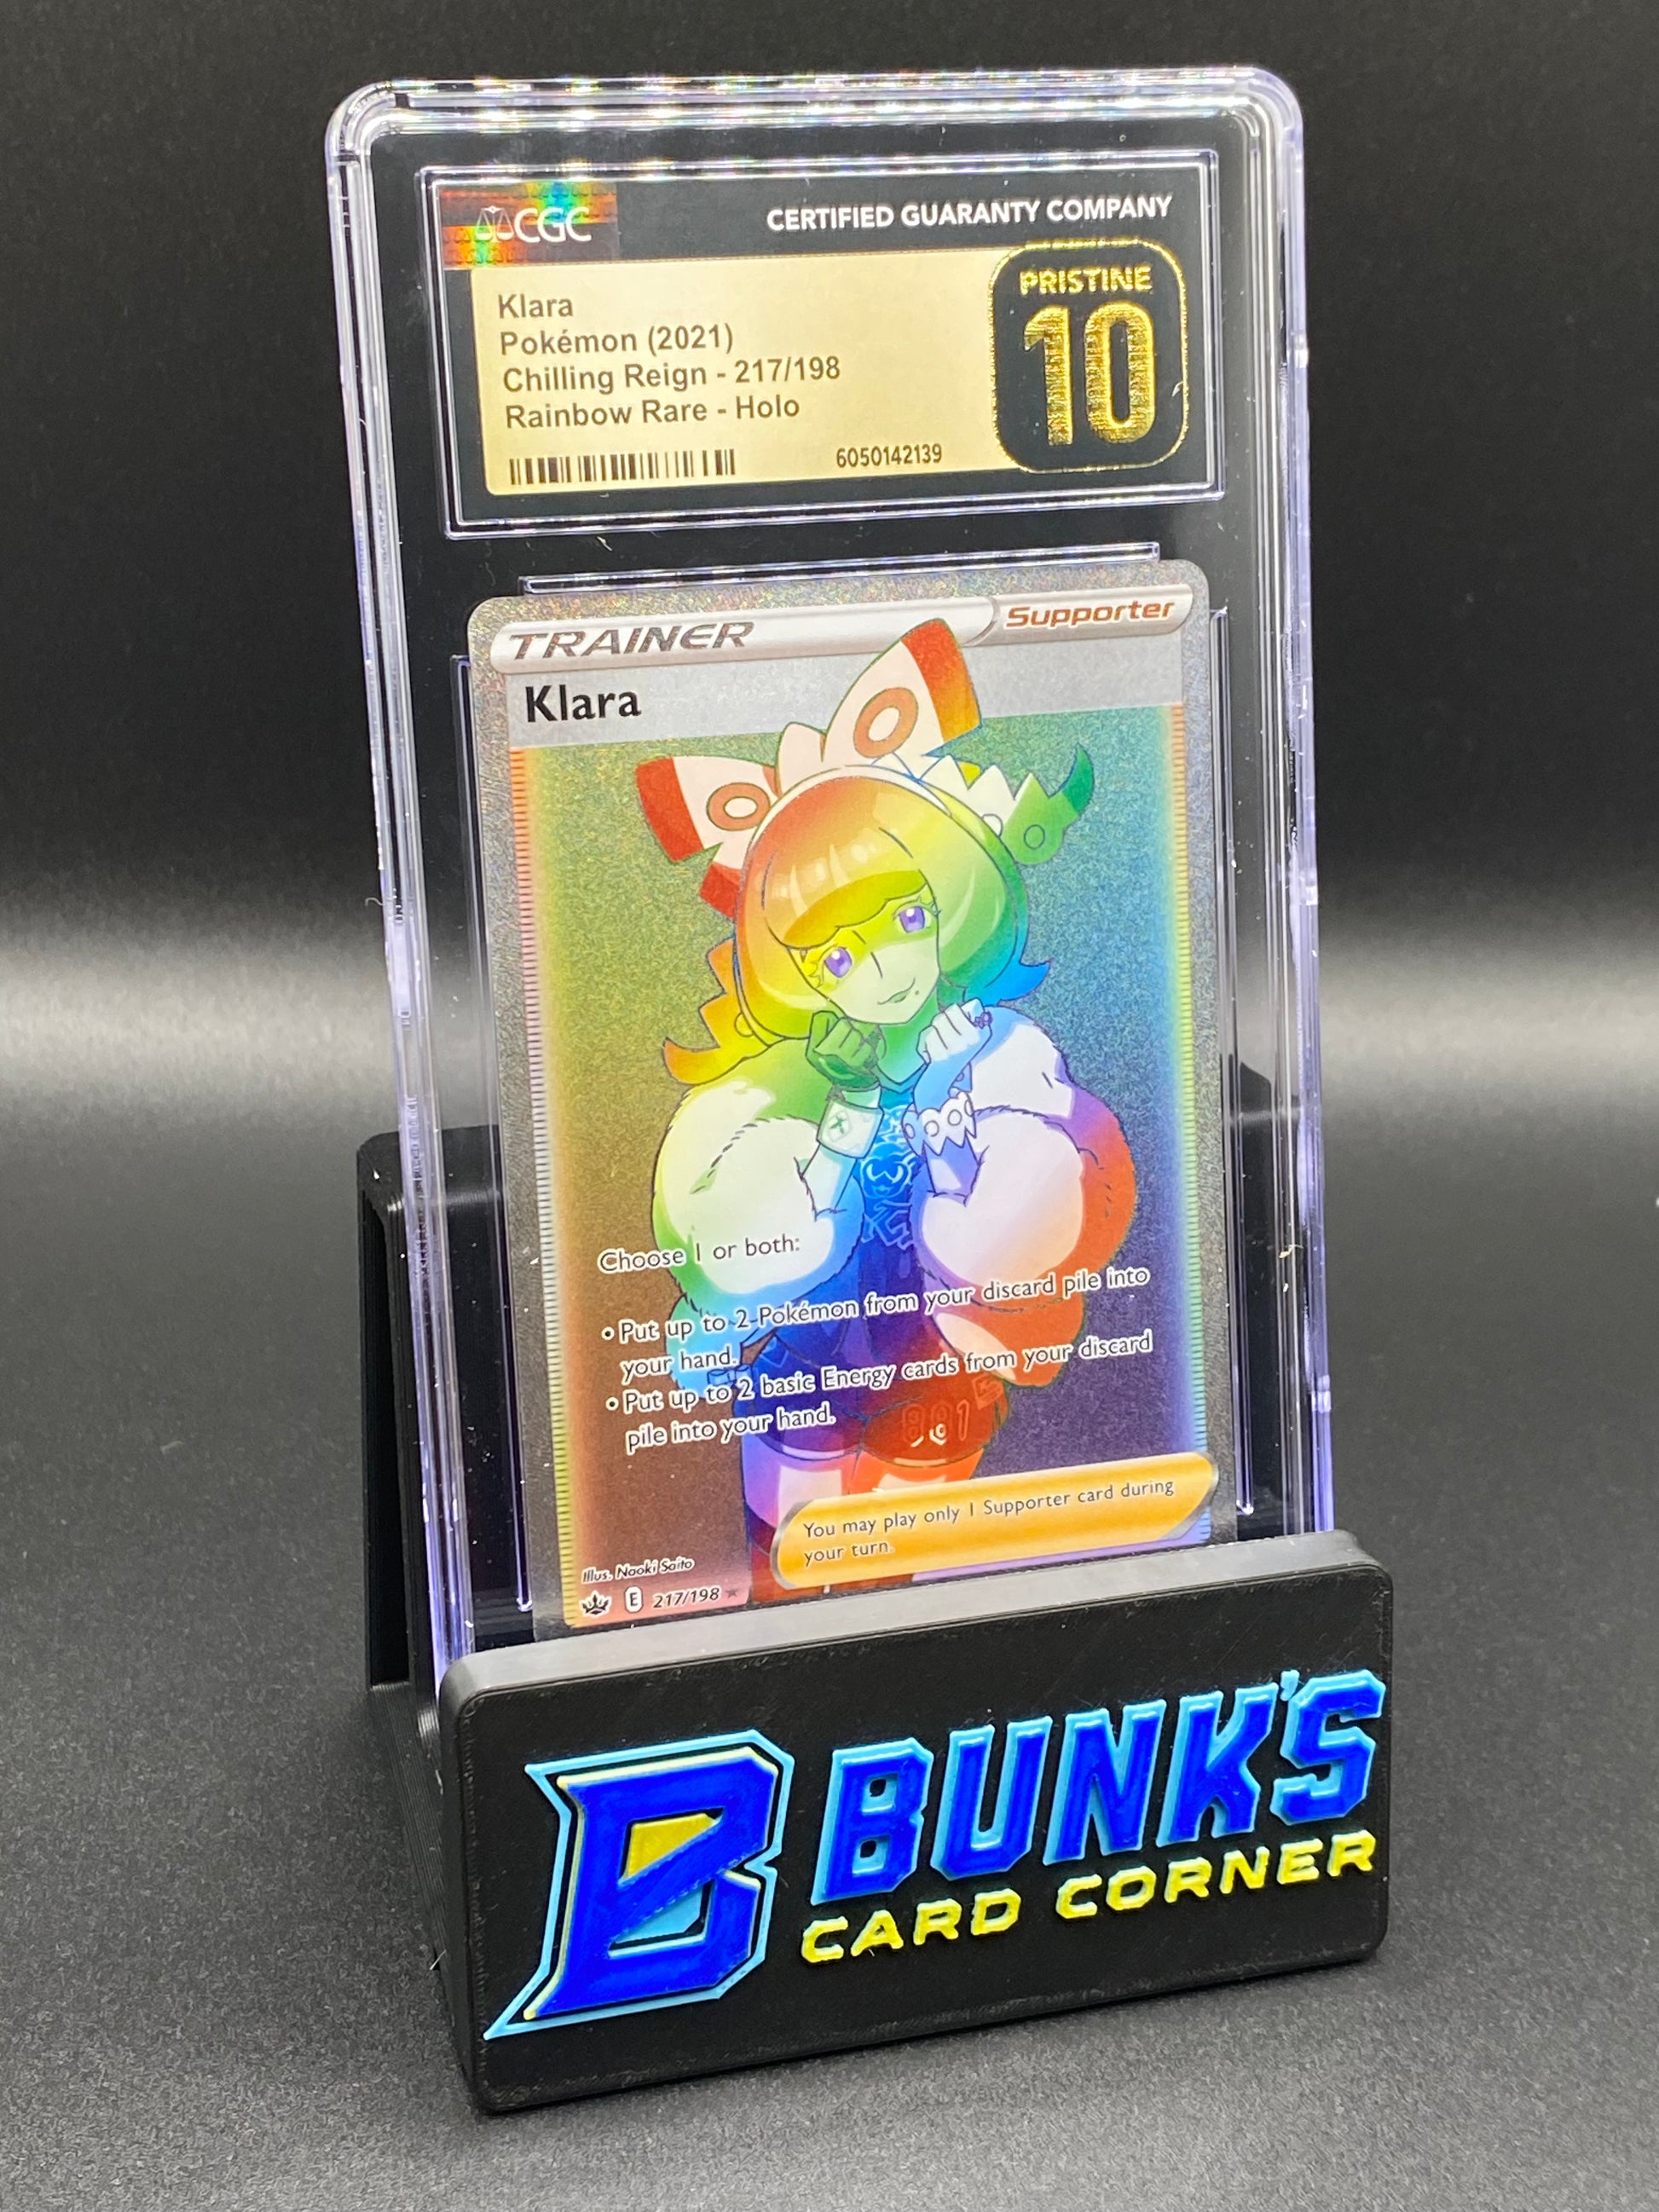 CGC
CERTIFIED GUARANTY COMPANY
Klara
Pokémon (2021)
Chilling Reign - 217/198
Rainbow Rare - Holo
6050142139
PRISTINE
10
TRAINER
Supporter
Klara
Choose 1 or both:
• Put up to 2 Pokémon from your discard pile into
your hand.
• Put up to 2 basic Energy cards from your discard
pile into your hand.
881
You may play only 1 Supporter card during
your turn.
Illus. Naoki Saito
E 217/198
B BUNK'S
CARD CORNER